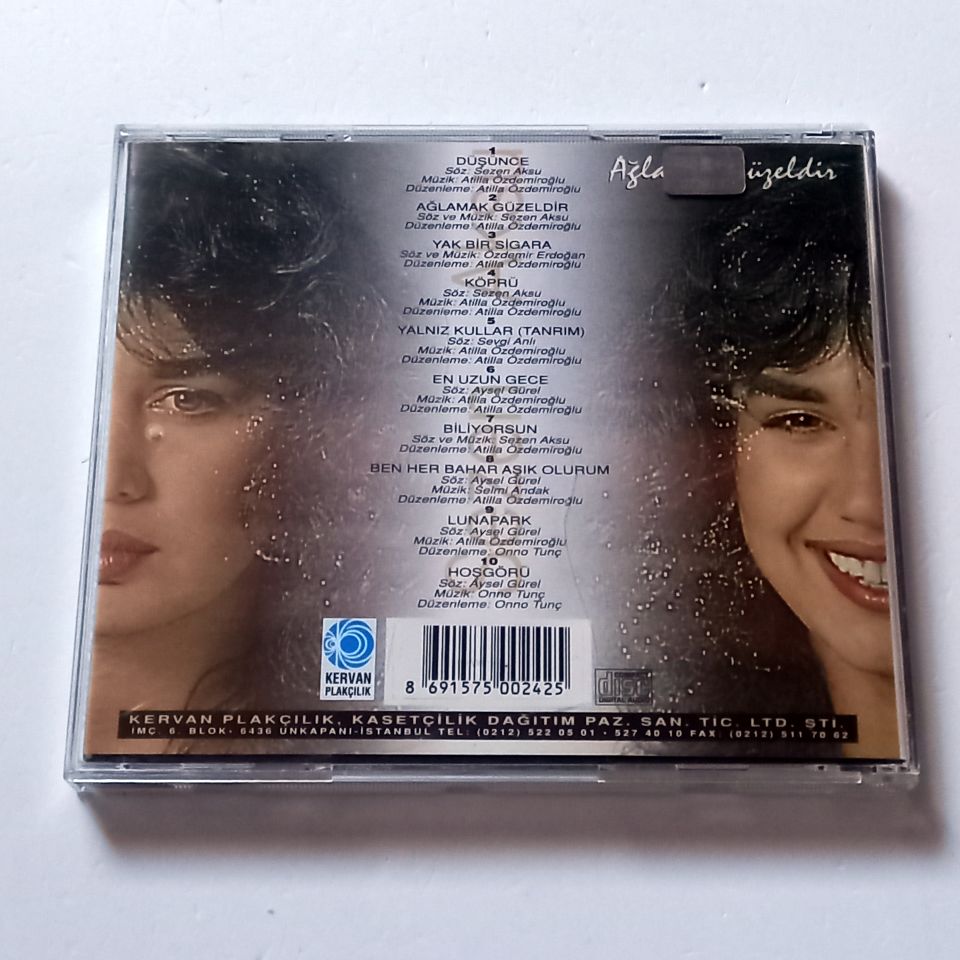 Ağla üzeldir
1
DÜŞÜNCE
Söz: Sezen Aksu
Müzik: Atilla Özdemiroğlu
Düzenleme: Atilla Özdemiroğlu
2
AĞLAMAK GÜZELDİR
Söz ve Müzik: Sezen Aksu
Düzenleme: Atilla Özdemiroğlu
3
YAK BİR SİGARA
Söz ve Müzik: Özdemir Erdoğan
Düzenleme: Atilla Özdemiroğlu
4
KÖPRÜ
Söz: Sezen Aksu
Müzik: Atilla Özdemiroğlu
Düzenleme: Atilla Özdemiroğlu
5
YALNIZ KULLAR (TANRIM)
Söz: Sevgi Anlı
Müzik: Atilla Özdemiroğlu
Düzenleme: Atilla Özdemiroğlu
6
EN UZUN GECE
Söz: Aysel Gürel
Müzik: Atilla Özdemiroğlu
Düzenleme: Atilla Özdemiroğlu
7
BİLİYORSUN
Söz ve Müzik: Sezen Aksu
Düzenleme: Atilla Özdemiroğlu
8
BEN HER BAHAR AŞIK OLURUM
Söz: Aysel Gürel
Müzik: Selmi Andak
Düzenleme: Atilla Özdemiroğlu
9
LUNAPARK
Söz: Aysel Gürel
Müzik: Atilla Özdemiroğlu
Düzenleme: Onno Tunç
10
HOŞGÖRÜ
Söz: Aysel Gürel
Müzik: Onno Tunç
Düzenleme: Onno Tunç
KERVAN
PLAKÇILIK
8 691575 002425
COMPACT
disc
DIGITAL AUDIO
KERVAN PLAKÇILIK, KASETÇİLİK DAĞITIM PAZ. SAN. TİC. LTD. ŞTİ.
İMÇ. 6. BLOK· 6436 UNKAPANI-İSTANBUL TEL: (0212) 522 05 01 · 527 40 10 FAX: (0212) 511 70 62